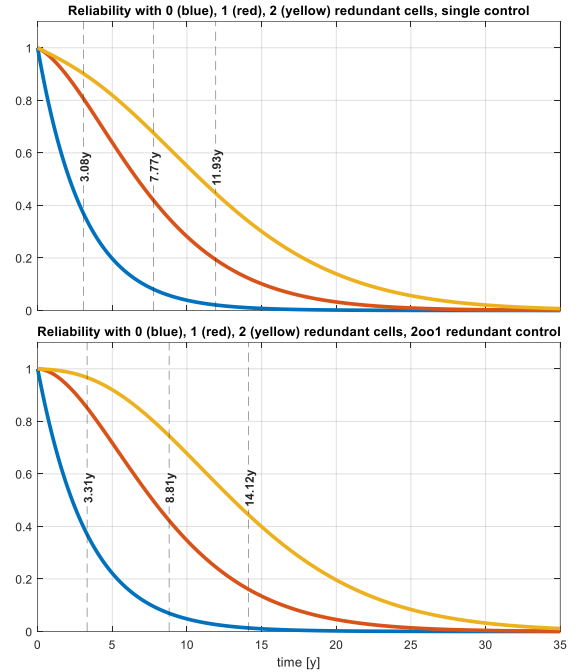 Reliability with 0 (blue), 1 (red), 2 (yellow) redundant cells, single control
1
0.8
0.6
0.4
0.2
0
3.08y
7.77y
11.93y
Reliability with 0 (blue), 1 (red), 2 (yellow) redundant cells, 2oo1 redundant control
1
0.8
0.6
0.4
0.2
0
3.31y
8.81y
14.12y
0 5 10 15 20 25 30 35
time [y]